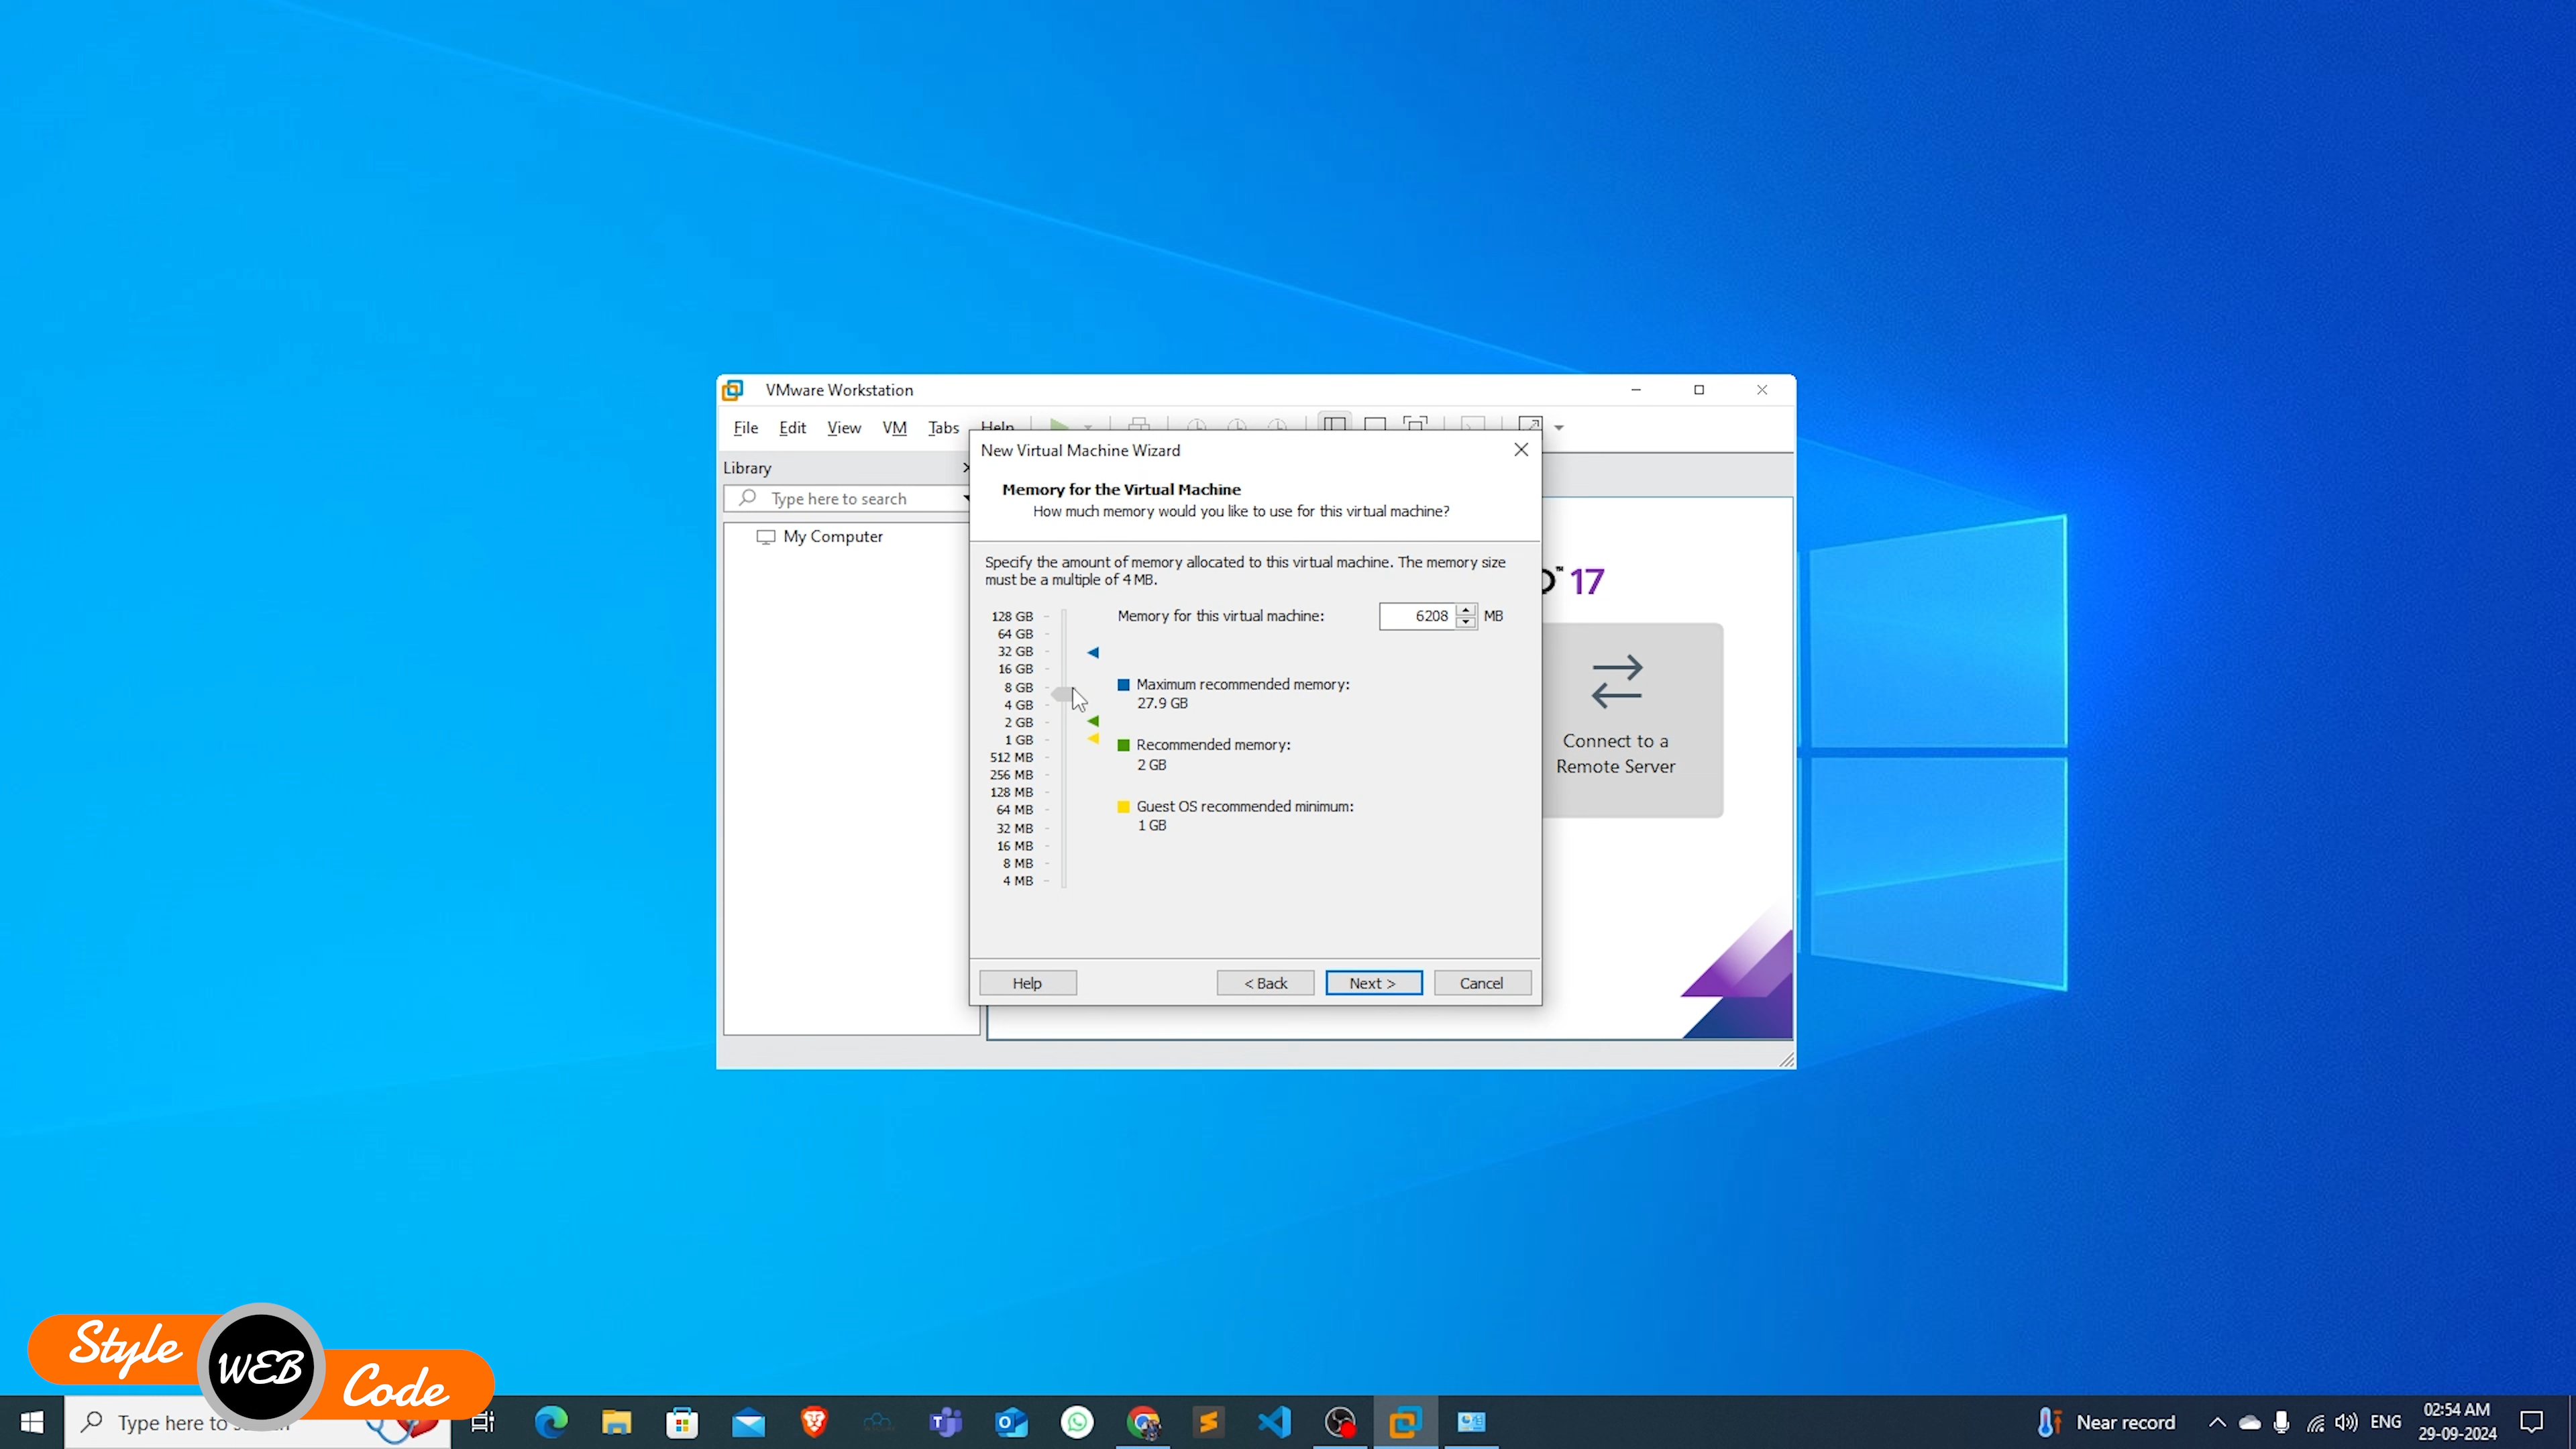 VMware Workstation
File Edit View VM Tabs Help
New Virtual Machine Wizard
Library
Memory for the Virtual Machine
How much memory would you like to use for this virtual machine?
Type here to search
My Computer
Specify the amount of memory allocated to this virtual machine. The memory size
must be a multiple of 4 MB.
™ 17
128 GB
64 GB
32 GB
16 GB
8 GB
4 GB
2 GB
1 GB
512 MB
256 MB
128 MB
64 MB
32 MB
16 MB
8 MB
4 MB
Memory for this virtual machine: 6208 MB
Maximum recommended memory:
27.9 GB
Recommended memory:
2 GB
Guest OS recommended minimum:
1 GB
Connect to a
Remote Server
Help < Back Next > Cancel
Style
WEB
Code
Type here to
Near record
ENG
02:54 AM
29-09-2024